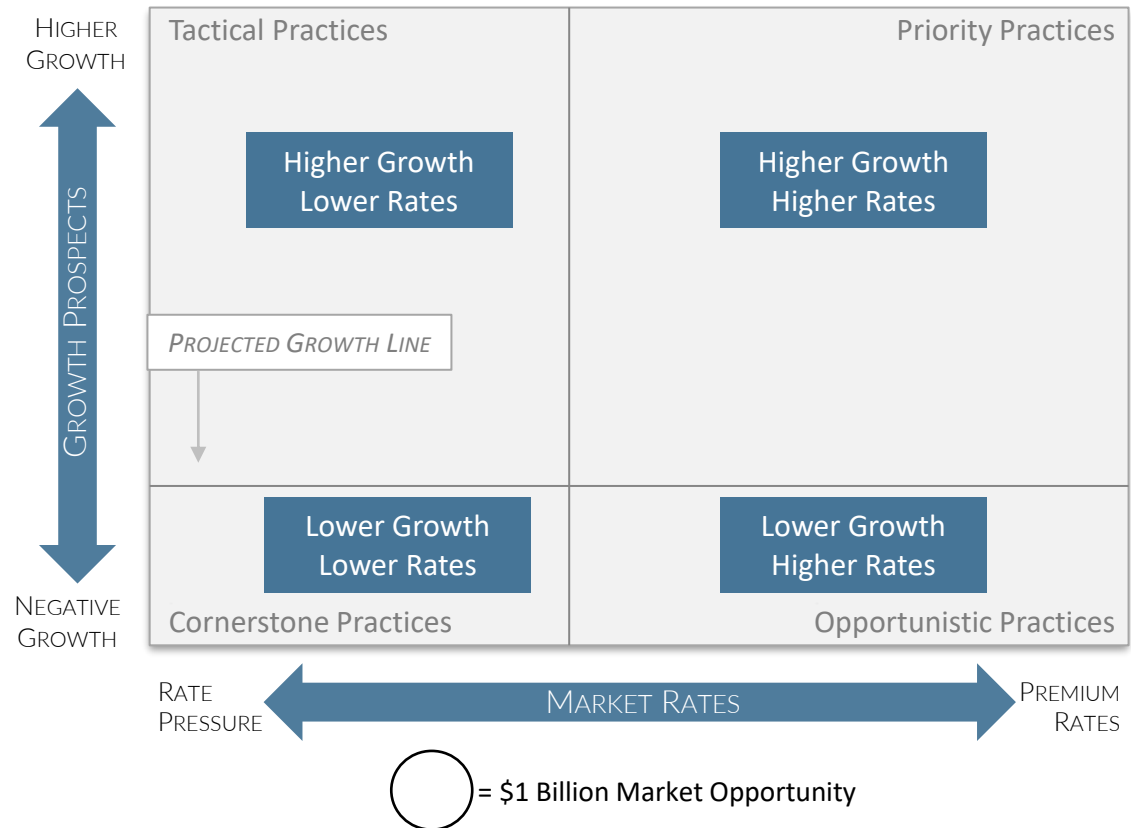 HIGHER
GROWTH
Tactical Practices
Priority Practices
Higher Growth
Lower Rates
Higher Growth
Higher Rates
GROWTH PROSPECTS
PROJECTED GROWTH LINE
Lower Growth
Lower Rates
Lower Growth
Higher Rates
NEGATIVE
GROWTH
Cornerstone Practices
Opportunistic Practices
RATE
PRESSURE
MARKET RATES
PREMIUM
RATES
= $1 Billion Market Opportunity